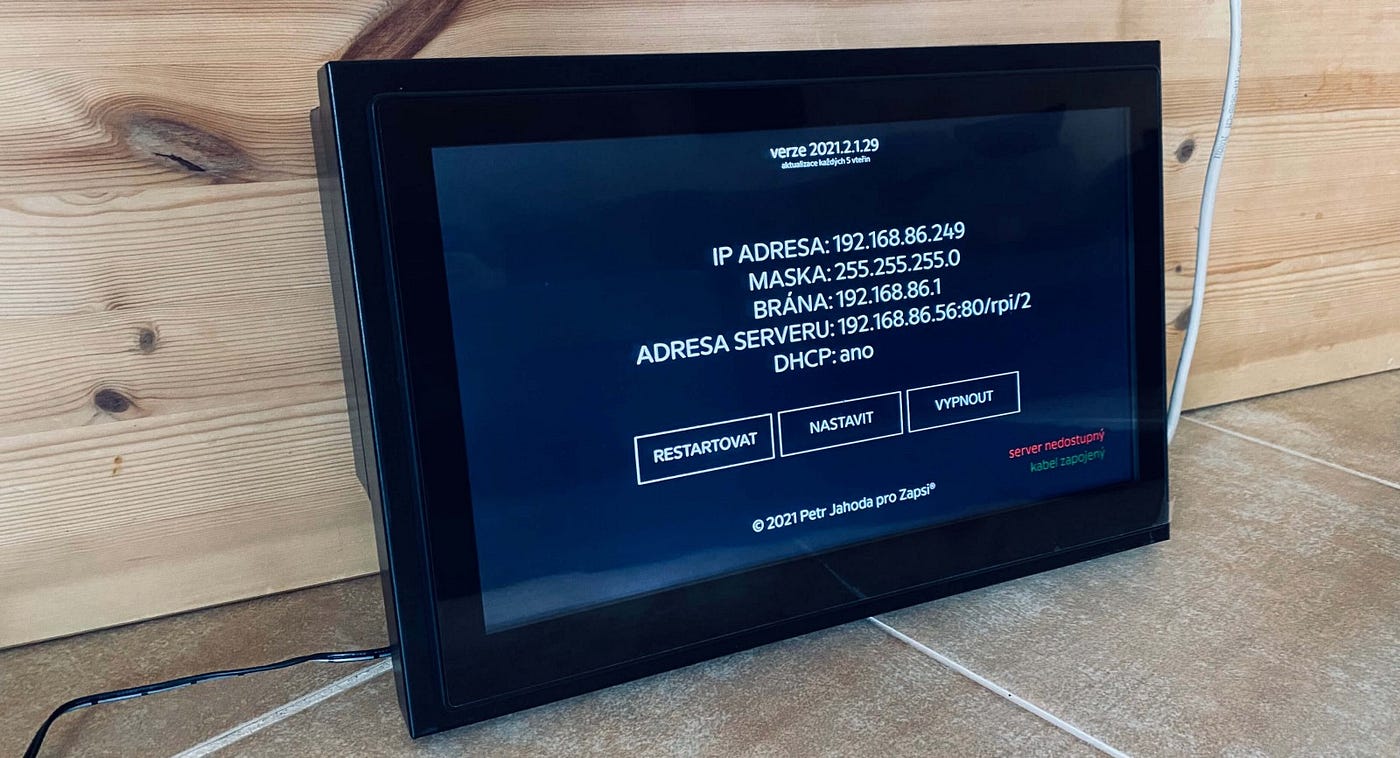 verze 2021.2.1.29
aktualizace každých 5 vteřin
IP ADRESA: 192.168.86.249
MASKA: 255.255.255.0
BRÁNA: 192.168.86.1
ADRESA SERVERU: 192.168.86.56:80/rpi/2
DHCP: ano
RESTARTOVAT NASTAVIT VYPNOUT
server nedostupný
kabel zapojený
© 2021 Petr Jahoda pro Zapsi®